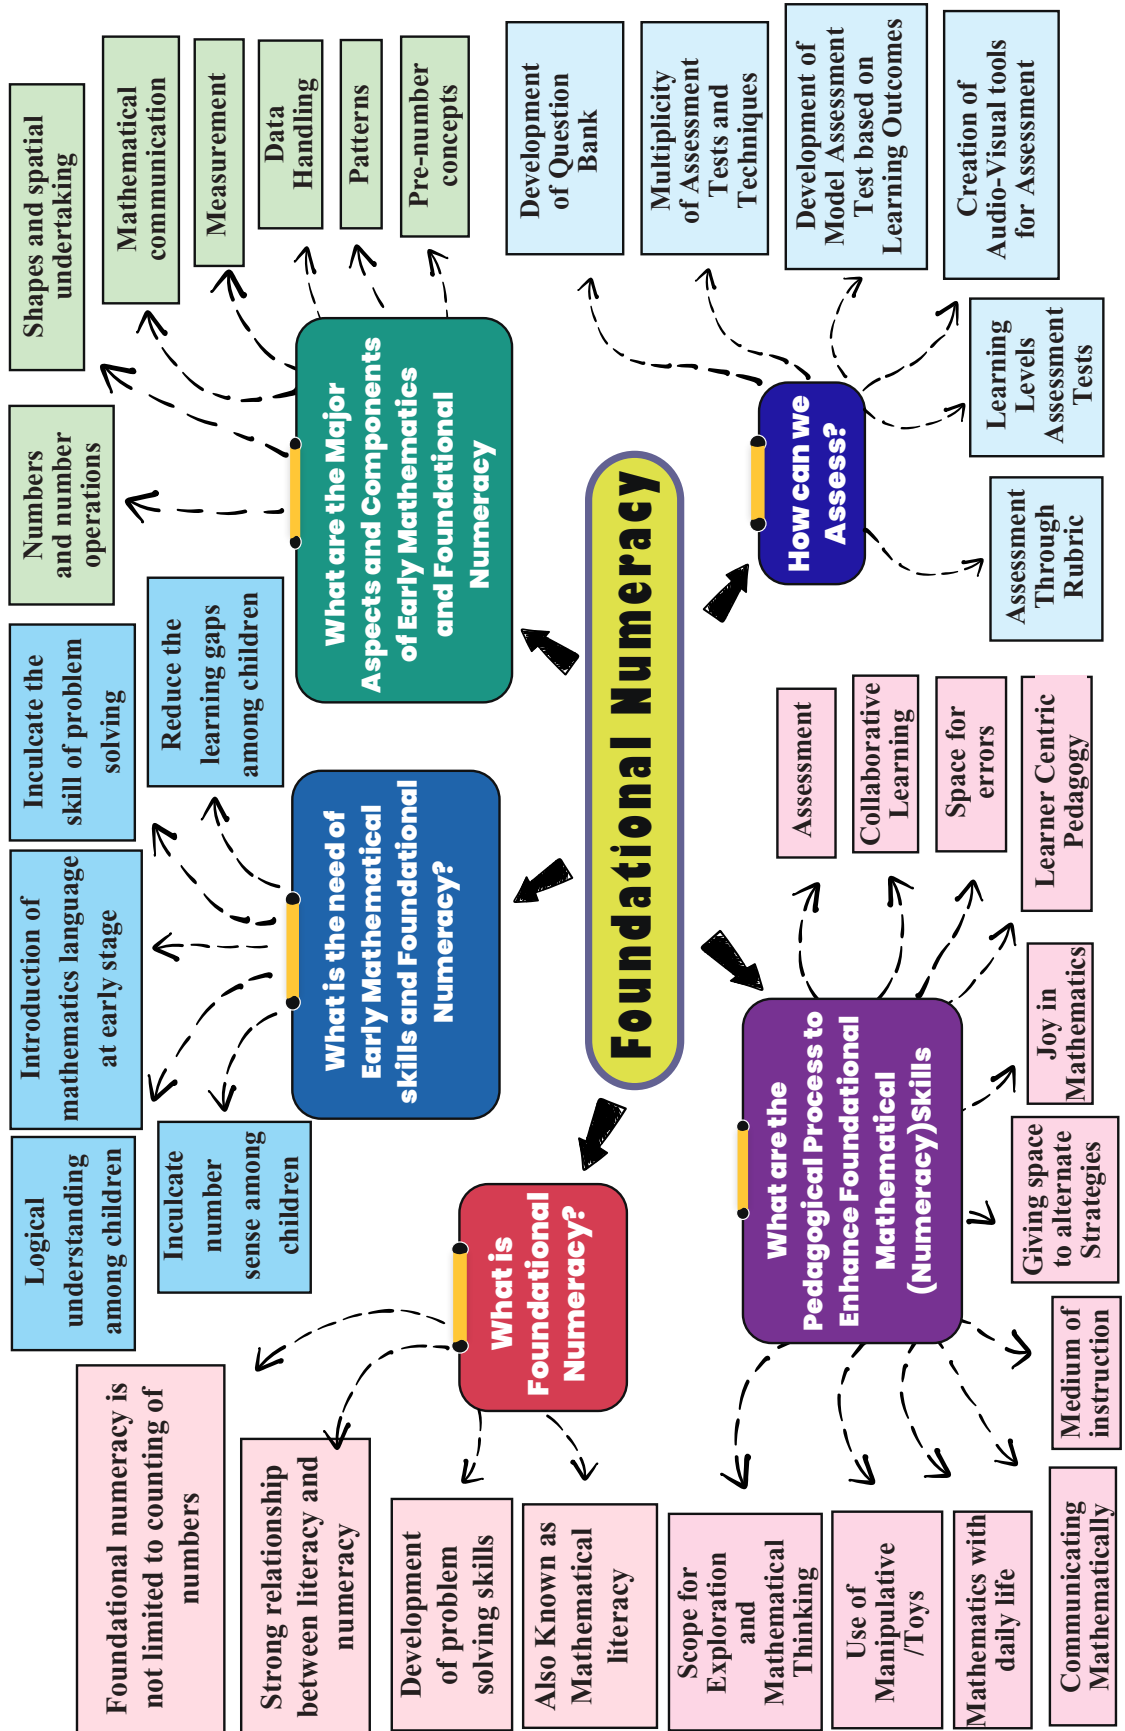 Foundational Numeracy
What is
Foundational
Numeracy?
Foundational numeracy is
not limited to counting of
numbers
Strong relationship
between literacy and
numeracy
Development
of problem
solving skills
Also Known as
Mathematical
literacy
What is the need of
Early Mathematical
skills and Foundational
Numeracy?
Logical
understanding
among children
Inculcate
number
sense among
children
Introduction of
mathematics language
at early stage
Inculcate the
skill of problem
solving
Reduce the
learning gaps
among children
What are the Major
Aspects and Components
of Early Mathematics
and Foundational
Numeracy
Numbers
and number
operations
Shapes and spatial
undertaking
Mathematical
communication
Measurement
Data
Handling
Patterns
Pre-number
concepts
What are the
Pedagogical Process to
Enhance Foundational
Mathematical
(Numeracy)Skills
Scope for
Exploration
and
Mathematical
Thinking
Use of
Manipulative
/Toys
Mathematics with
daily life
Communicating
Mathematically
Medium of
instruction
Giving space
to alternate
Strategies
Joy in
Mathematics
Learner Centric
Pedagogy
Space for
errors
Collaborative
Learning
Assessment
How can we
Assess?
Development
of Question
Bank
Multiplicity
of Assessment
Tests and
Techniques
Development of
Model Assessment
Test based on
Learning Outcomes
Creation of
Audio-Visual tools
for Assessment
Learning
Levels
Assessment
Tests
Assessment
Through
Rubric